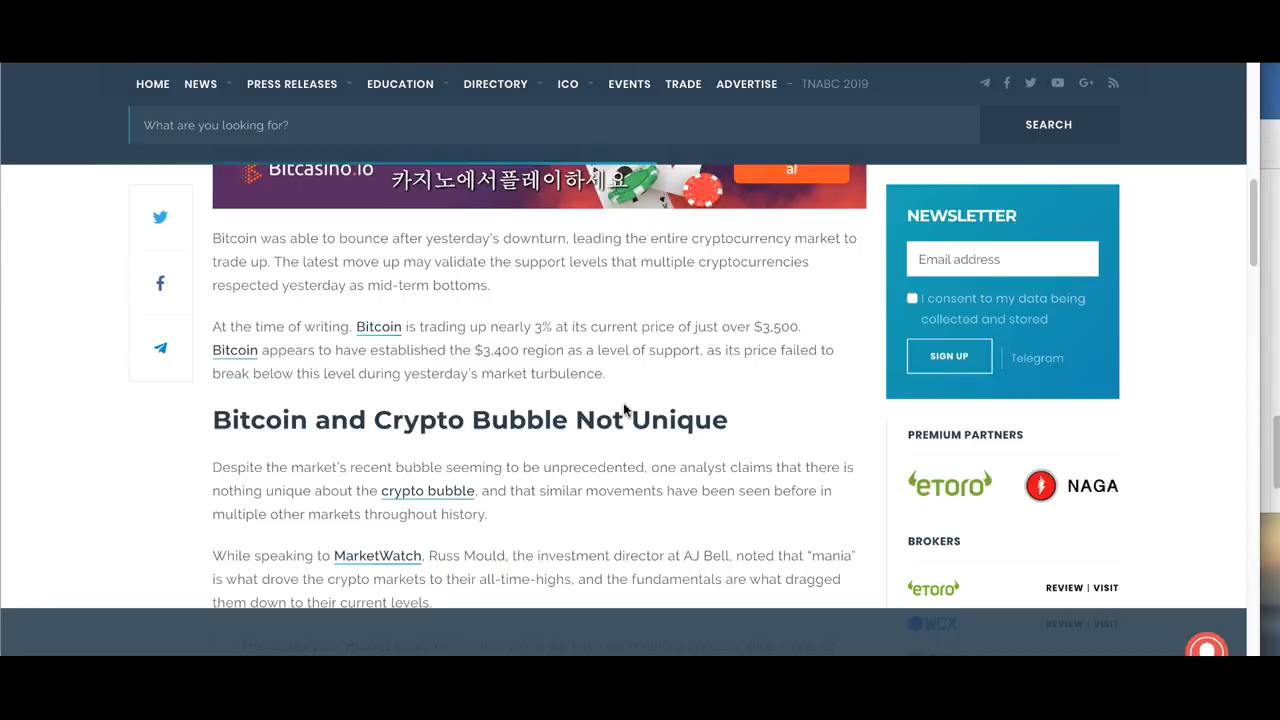 HOME NEWS PRESS RELEASES EDUCATION DIRECTORY ICO EVENTS TRADE ADVERTISE – TNABC 2019
What are you looking for?
SEARCH
Bitcasino.io
카지노에서플레이하세요
Bitcoin was able to bounce after yesterday's downturn, leading the entire cryptocurrency market to
trade up. The latest move up may validate the support levels that multiple cryptocurrencies
respected yesterday as mid-term bottoms.
At the time of writing, Bitcoin is trading up nearly 3% at its current price of just over $3,500.
Bitcoin appears to have established the $3,400 region as a level of support, as its price failed to
break below this level during yesterday's market turbulence.
Bitcoin and Crypto Bubble Not Unique
Despite the market's recent bubble seeming to be unprecedented, one analyst claims that there is
nothing unique about the crypto bubble, and that similar movements have been seen before in
multiple other markets throughout history.
While speaking to MarketWatch, Russ Mould, the investment director at AJ Bell, noted that “mania”
is what drove the crypto markets to their all-time-highs, and the fundamentals are what dragged
them down to their current levels.
NEWSLETTER
Email address
I consent to my data being
collected and stored
SIGN UP
Telegram
PREMIUM PARTNERS
eToro
NAGA
BROKERS
eToro
REVIEW | VISIT
WCX
REVIEW | VISIT